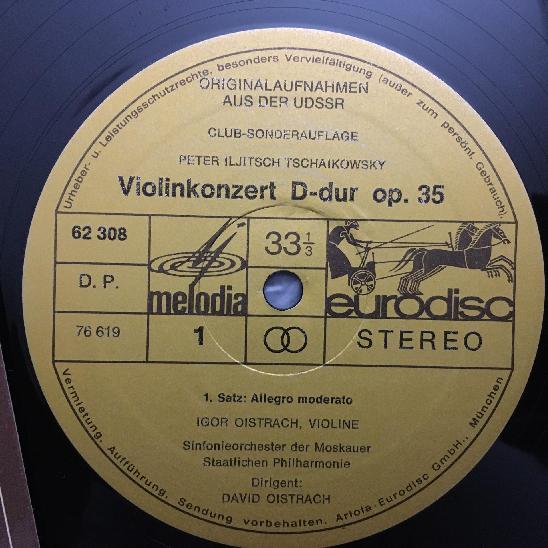 Urheber- u. Leistungsschutzrechte, besonders Vervielfältigung (außer zum persönl. Gebrauch),
ORIGINALAUFNAHMEN
AUS DER UDSSR
CLUB-SONDERAUFLAGE
PETER ILJITSCH TSCHAIKOWSKY
Violinkonzert D-dur op. 35
62 308
33 1/3
D. P.
melodia
eurodisc
76 619
1
STEREO
1. Satz: Allegro moderato
IGOR OISTRACH, VIOLINE
Sinfonieorchester der Moskauer
Staatlichen Philharmonie
Dirigent:
DAVID OISTRACH
Vermietung, Aufführung, Sendung vorbehalten. Ariola-Eurodisc GmbH., München